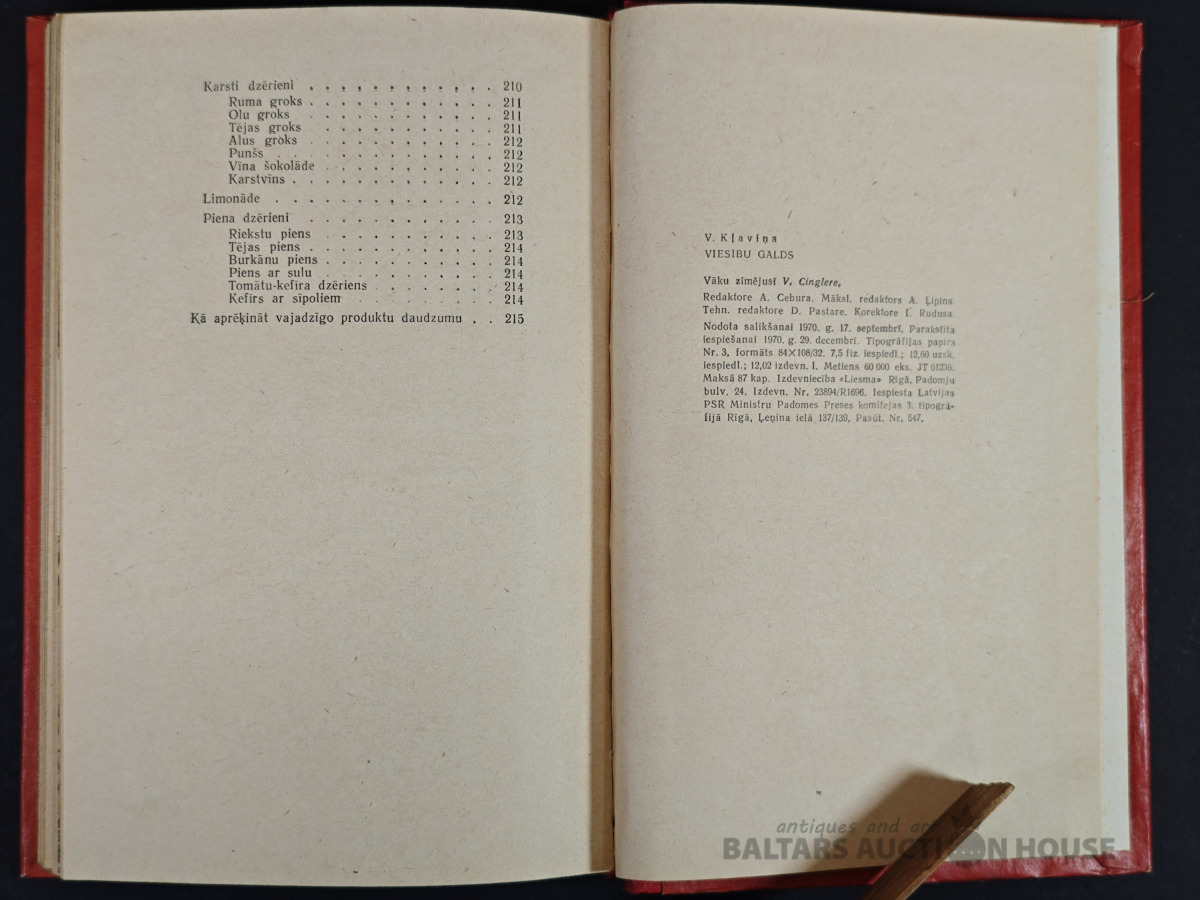 Karsti dzērieni . . . . . . . . . . . . 210
Ruma groks . . . . . . . . . . . . 211
Olu groks . . . . . . . . . . . 211
Tējas groks . . . . . . . . . . . 211
Alus groks . . . . . . . . . . . 212
Punšs . . . . . . . . . . . . 212
Vīna šokolāde . . . . . . . . . . 212
Karstvīns . . . . . . . . . . . . 212
Limonāde . . . . . . . . . . . . 212
Piena dzērieni . . . . . . . . . . . 213
Riekstu piens . . . . . . . . . . 213
Tējas piens . . . . . . . . . . . 214
Burkānu piens . . . . . . . . . . 214
Piens ar sulu . . . . . . . . . . 214
Tomātu-kefīra dzēriens . . . . . . . 214
Kefīrs ar sīpoliem . . . . . . . . 214
Kā aprēķināt vajadzīgo produktu daudzumu . . 215
V. Kļaviņa
VIESĪBU GALDS
Vāku zīmējusi V. Cinglere.
Redaktore A. Cebura. Māksl. redaktors A. Lipins.
Tehn. redaktore D. Pastare. Korektore I. Rudusa.
Nodota salikšanai 1970. g. 17. septembrī. Parakstīta
iespiešanai 1970. g. 29. decembrī. Tipogrāfijas papīrs
Nr. 3, formāts 84×108/32. 7,5 fiz. iespiedl.; 12,60 uzsk.
iespiedl.; 12,02 izdevn. l. Metiens 60 000 eks. JT 01236.
Maksā 87 kap. Izdevniecība «Liesma» Rīgā, Padomju
bulv. 24. Izdevn. Nr. 23894/R1696. Iespiesta Latvijas
PSR Ministru Padomes Preses komitejas 3. tipogrā-
fijā Rīgā, Ļeņina ielā 137/139. Pasūt. Nr. 547.
antiques and art
BALTARS AUCTION HOUSE